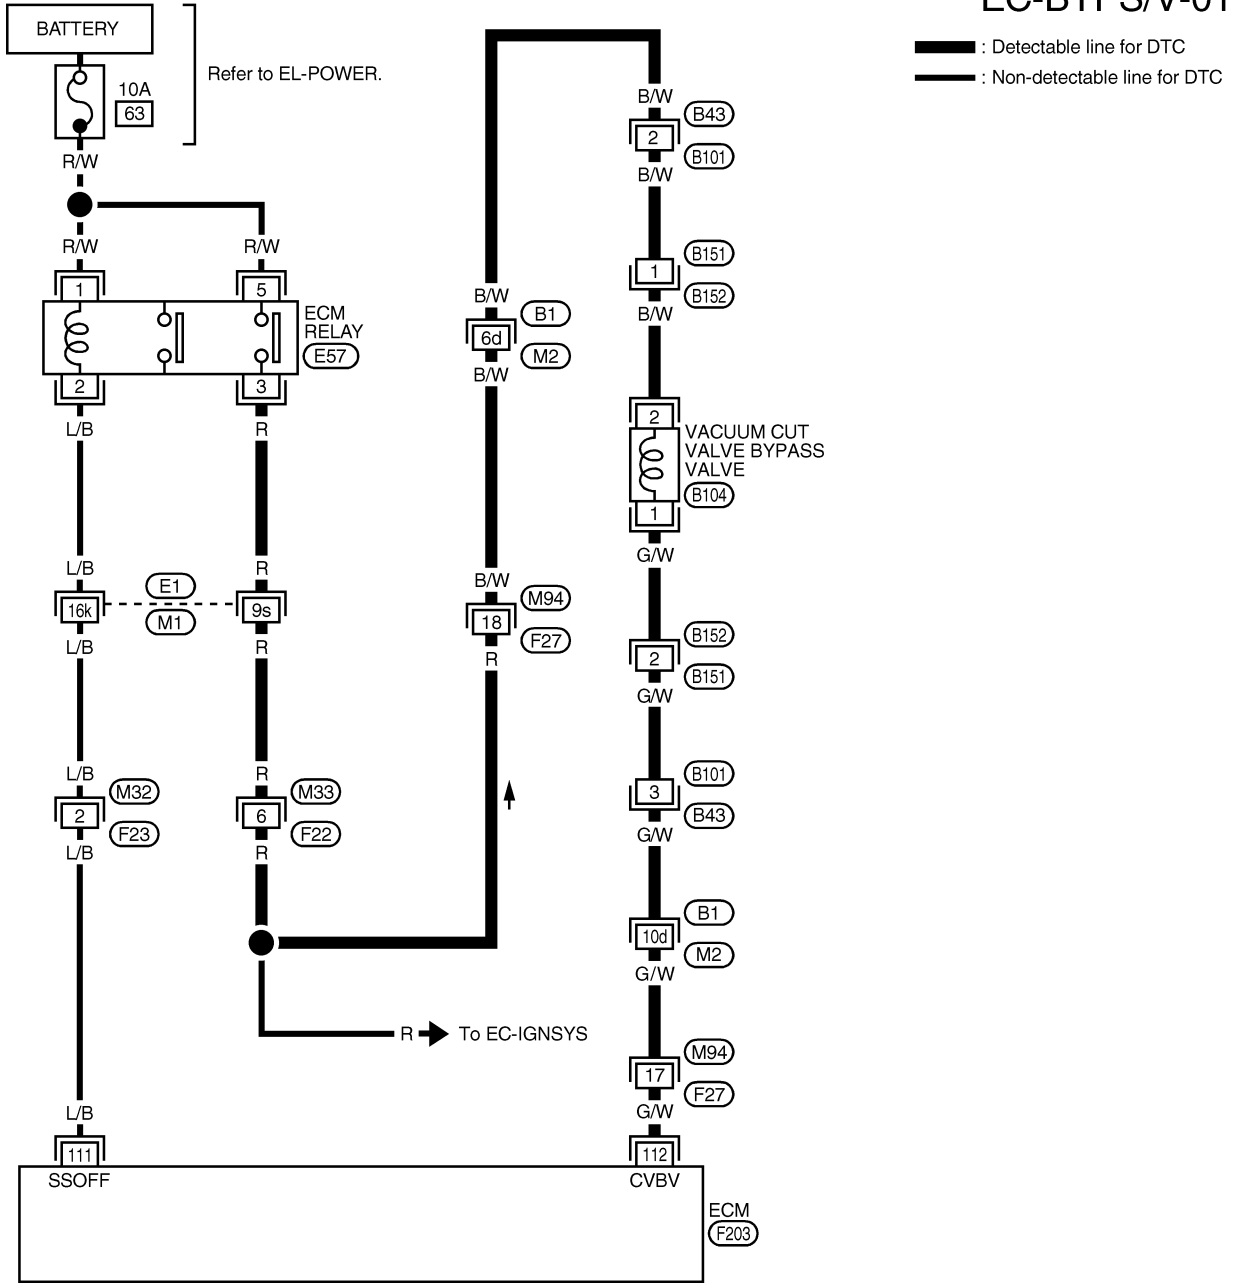 BATTERY
10A
63
Refer to EL-POWER.
: Detectable line for DTC
: Non-detectable line for DTC
R/W
R/W
R/W
1
5
ECM
RELAY
E57
2
3
L/B
R
L/B
R
16k
E1
M1
9s
L/B
R
L/B
R
2
M32
F23
6
M33
F22
L/B
R
R
To EC-IGNSYS
L/B
111
SSOFF
B/W
6d
B1
M2
B/W
B/W
18
M94
F27
R
B/W
2
B43
B101
B/W
1
B151
B152
B/W
2
VACUUM CUT
VALVE BYPASS
VALVE
B104
1
G/W
2
B152
B151
G/W
3
B101
B43
G/W
10d
B1
M2
G/W
17
M94
F27
G/W
112
CVBV
ECM
F203